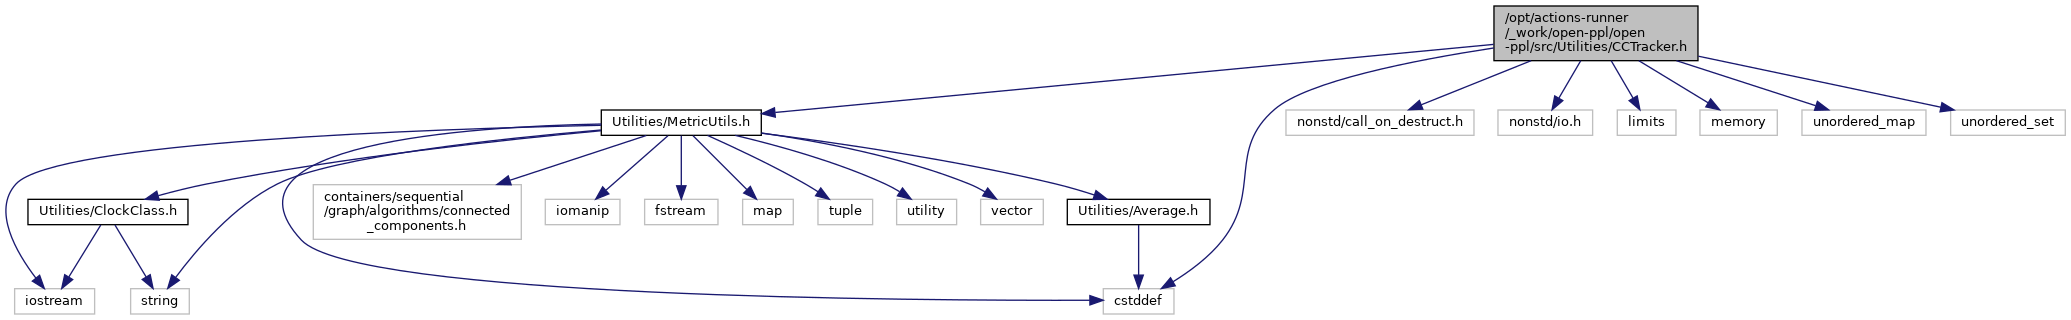 /opt/actions-runner
/_work/open-ppl/open
-ppl/src/Utilities/CCTracker.h
Utilities/MetricUtils.h
nonstd/call_on_destruct.h
nonstd/io.h
limits
memory
unordered_map
unordered_set
Utilities/ClockClass.h
containers/sequential
/graph/algorithms/connected
_components.h
iomanip
fstream
map
tuple
utility
vector
Utilities/Average.h
iostream
string
cstddef